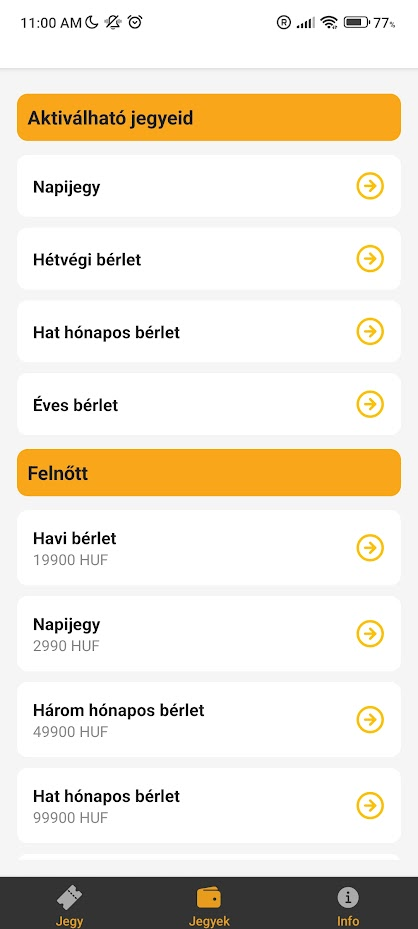 11:00 AM
R
77%
Aktiválható jegyeid
Napijegy
Hétvégi bérlet
Hat hónapos bérlet
Éves bérlet
Felnőtt
Havi bérlet
19900 HUF
Napijegy
2990 HUF
Három hónapos bérlet
49900 HUF
Hat hónapos bérlet
99900 HUF
Jegy
Jegyek
Info